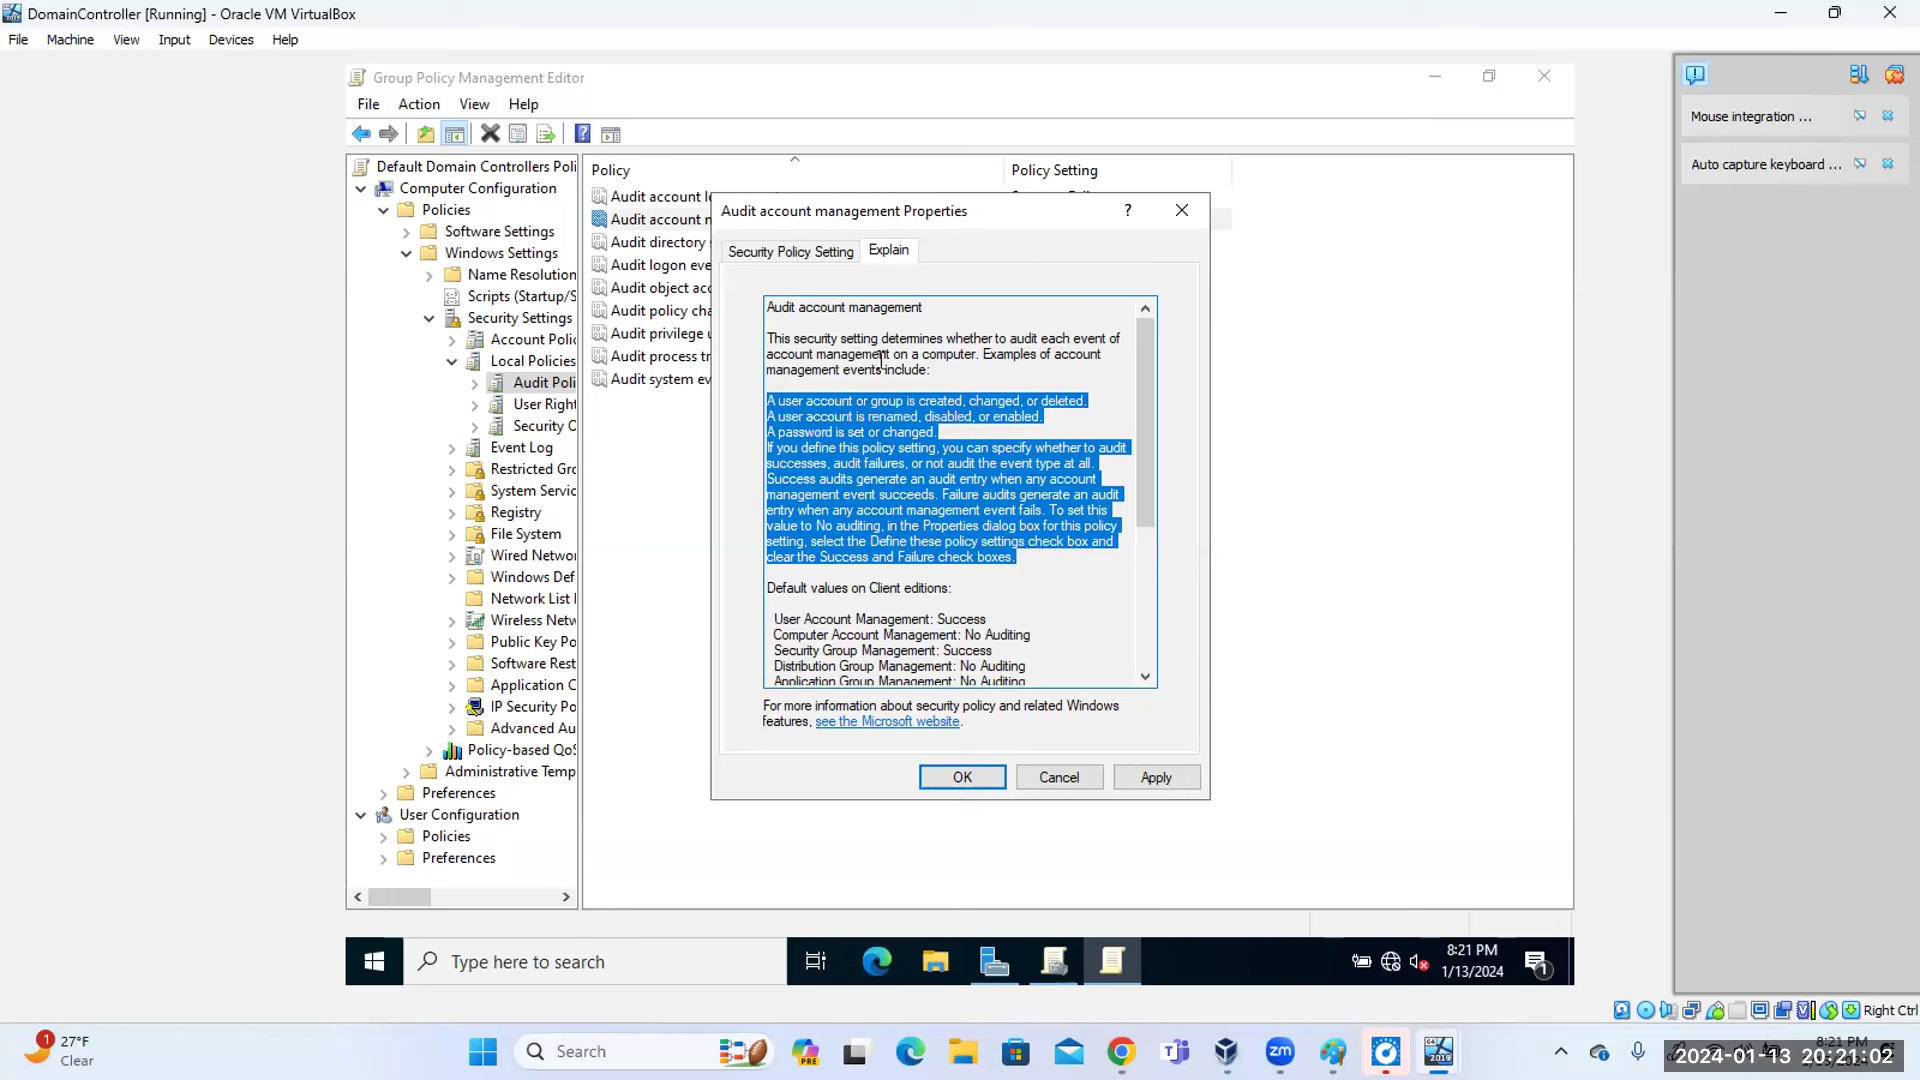 DomainController [Running] - Oracle VM VirtualBox
File Machine View Input Devices Help
Group Policy Management Editor
File Action View Help
Default Domain Controllers Poli
Computer Configuration
Policies
Software Settings
Windows Settings
Name Resolution
Scripts (Startup/S
Security Settings
Account Polic
Local Policies
Audit Poli
User Right
Security O
Event Log
Restricted Gro
System Servic
Registry
File System
Wired Networ
Windows Def
Network List
Wireless Netw
Public Key Po
Software Rest
Application C
IP Security Po
Advanced Au
Policy-based QoS
Administrative Temp
Preferences
User Configuration
Policies
Preferences
Policy
Policy Setting
Audit account l
Audit account m
Audit directory
Audit logon eve
Audit object acc
Audit policy cha
Audit privilege u
Audit process tr
Audit system ev
Audit account management Properties
?
Security Policy Setting
Explain
Audit account management
This security setting determines whether to audit each event of
account management on a computer. Examples of account
management events include:
A user account or group is created, changed, or deleted.
A user account is renamed, disabled, or enabled.
A password is set or changed.
If you define this policy setting, you can specify whether to audit
successes, audit failures, or not audit the event type at all.
Success audits generate an audit entry when any account
management event succeeds. Failure audits generate an audit
entry when any account management event fails. To set this
value to No auditing, in the Properties dialog box for this policy
setting, select the Define these policy settings check box and
clear the Success and Failure check boxes.
Default values on Client editions:
User Account Management: Success
Computer Account Management: No Auditing
Security Group Management: Success
Distribution Group Management: No Auditing
Application Group Management: No Auditing
For more information about security policy and related Windows
features, see the Microsoft website.
OK
Cancel
Apply
Mouse integration ...
Auto capture keyboard ...
Type here to search
8:21 PM
1/13/2024
1
Right Ctrl
1
27°F
Clear
Search
PRE
zm
2019
2024-01-13 20:21:02